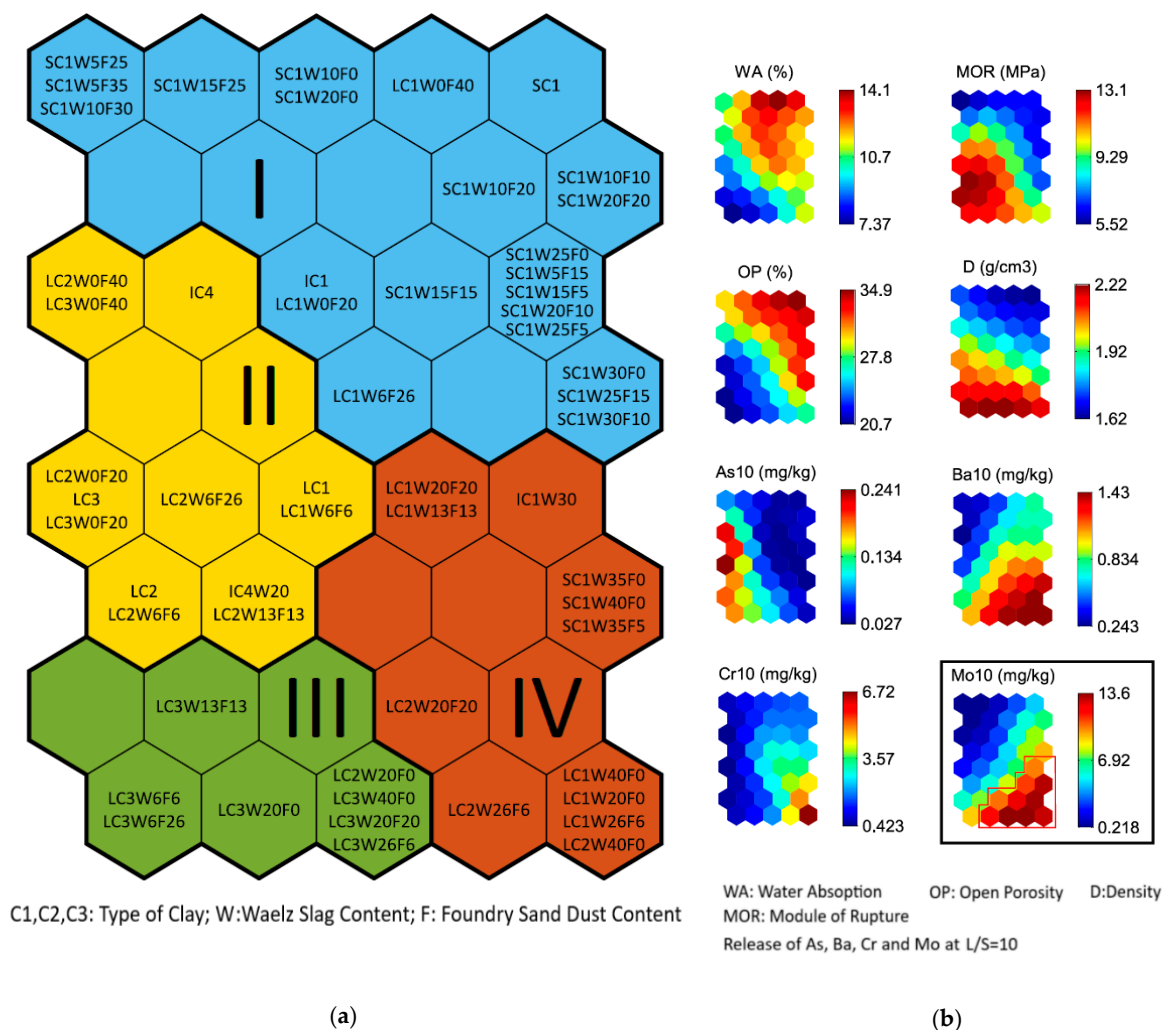 SC1W5F25
SC1W5F35
SC1W10F30
SC1W15F25
SC1W10F0
SC1W20F0
LC1W0F40
SC1
I
SC1W10F20
SC1W10F10
SC1W20F20
LC2W0F40
LC3W0F40
IC4
IC1
LC1W0F20
SC1W15F15
SC1W25F0
SC1W5F15
SC1W15F5
SC1W20F10
SC1W25F5
II
LC1W6F26
SC1W30F0
SC1W25F15
SC1W30F10
LC2W0F20
LC3
LC3W0F20
LC2W6F26
LC1
LC1W6F6
LC1W20F20
LC1W13F13
IC1W30
LC2
LC2W6F6
IC4W20
LC2W13F13
SC1W35F0
SC1W40F0
SC1W35F5
LC3W13F13
III
LC2W20F20
IV
LC3W6F6
LC3W6F26
LC3W20F0
LC2W20F0
LC3W40F0
LC3W20F20
LC3W26F6
LC2W26F6
LC1W40F0
LC1W20F0
LC1W26F6
LC2W40F0
C1,C2,C3: Type of Clay; W:Waelz Slag Content; F: Foundry Sand Dust Content
(a)
WA (%)
14.1
10.7
7.37
MOR (MPa)
13.1
9.29
5.52
OP (%)
34.9
27.8
20.7
D (g/cm3)
2.22
1.92
1.62
As10 (mg/kg)
0.241
0.134
0.027
Ba10 (mg/kg)
1.43
0.834
0.243
Cr10 (mg/kg)
6.72
3.57
0.423
Mo10 (mg/kg)
13.6
6.92
0.218
WA: Water Absoption OP: Open Porosity D:Density
MOR: Module of Rupture
Release of As, Ba, Cr and Mo at L/S=10
(b)